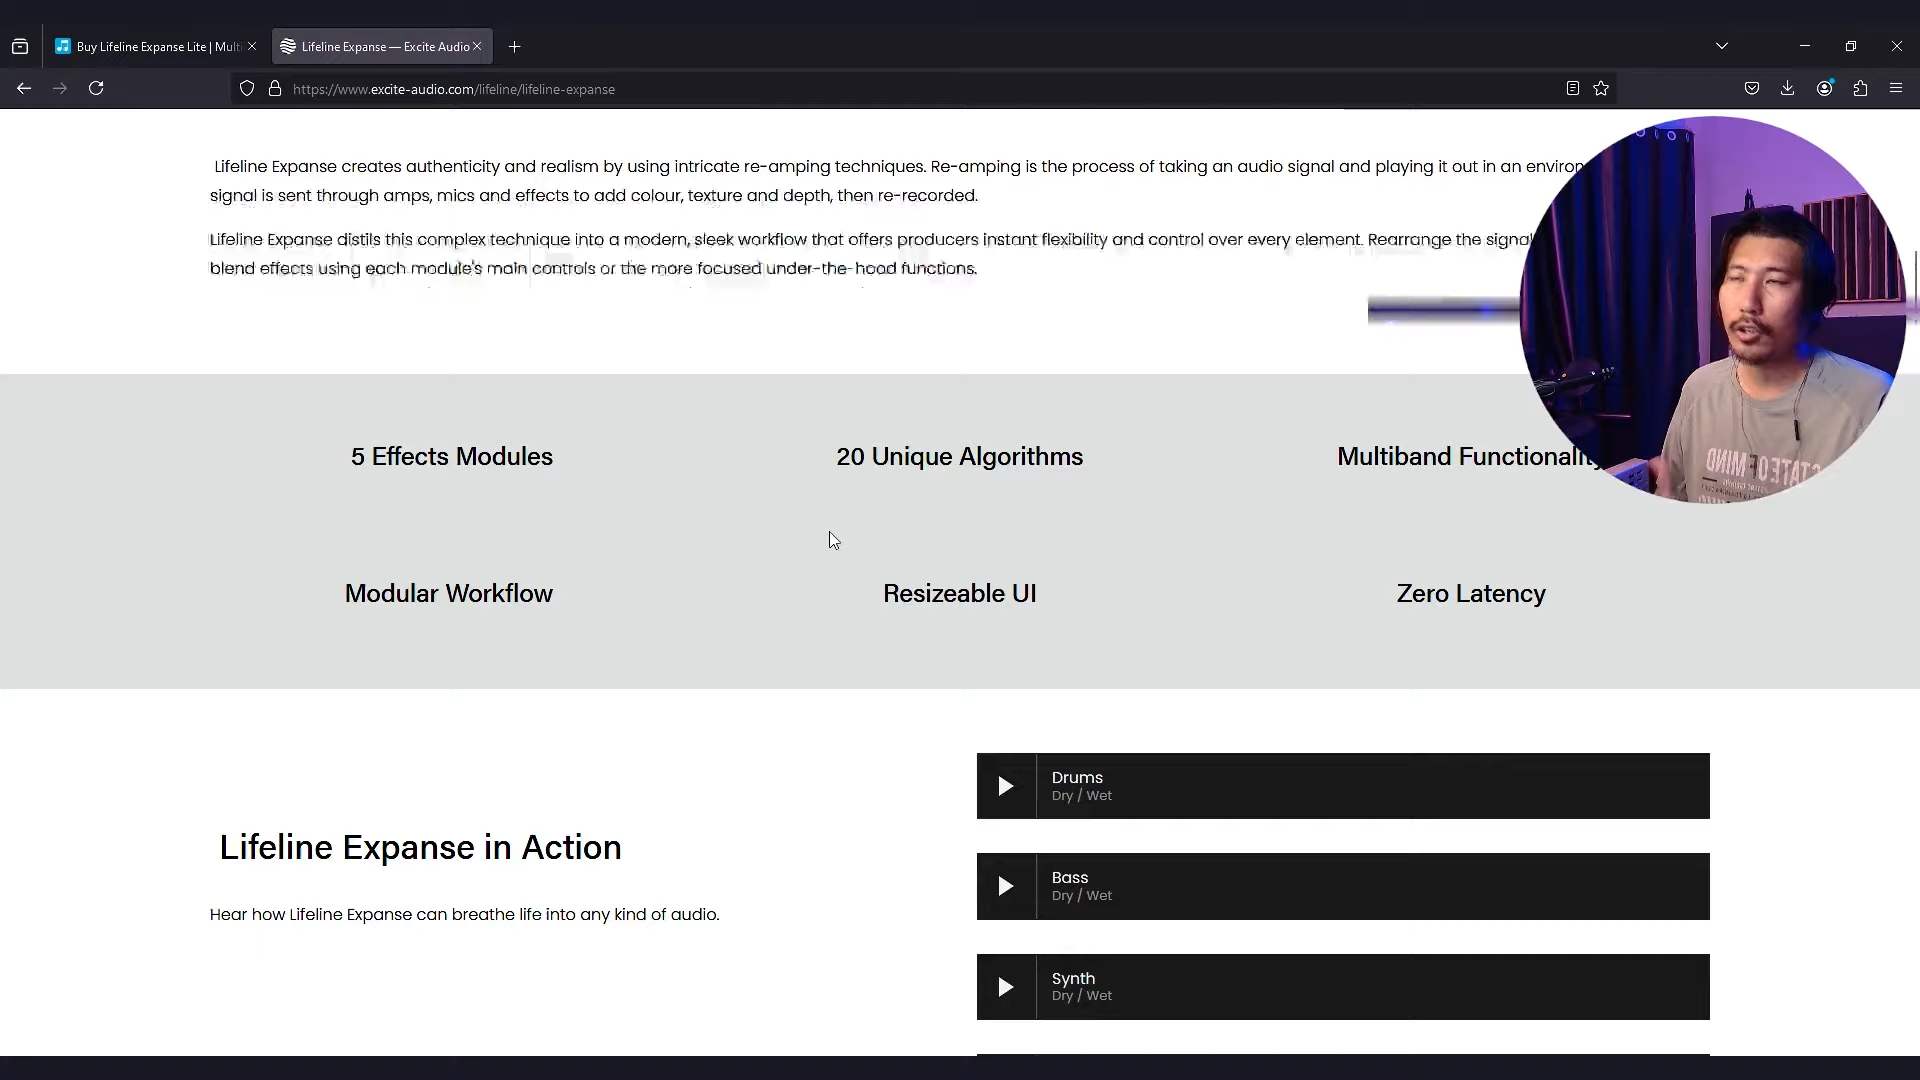 Buy Lifeline Expanse Lite | Multi
Lifeline Expanse — Excite Audio
https://www.excite-audio.com/lifeline/lifeline-expanse
Lifeline Expanse creates authenticity and realism by using intricate re-amping techniques. Re-amping is the process of taking an audio signal and playing it out in an
signal is sent through amps, mics and effects to add colour, texture and depth, then re-recorded.
Lifeline Expanse distils this complex technique into a modern, sleek workflow that offers producers instant flexibility and control over every element. Rearrange the signal
blend effects using each module's main controls or the more focused under-the-hood functions.
5 Effects Modules
20 Unique Algorithms
Multiband Functionality
Modular Workflow
Resizeable UI
Zero Latency
Lifeline Expanse in Action
Hear how Lifeline Expanse can breathe life into any kind of audio.
Drums
Dry / Wet
Bass
Dry / Wet
Synth
Dry / Wet
STATE OF MIND